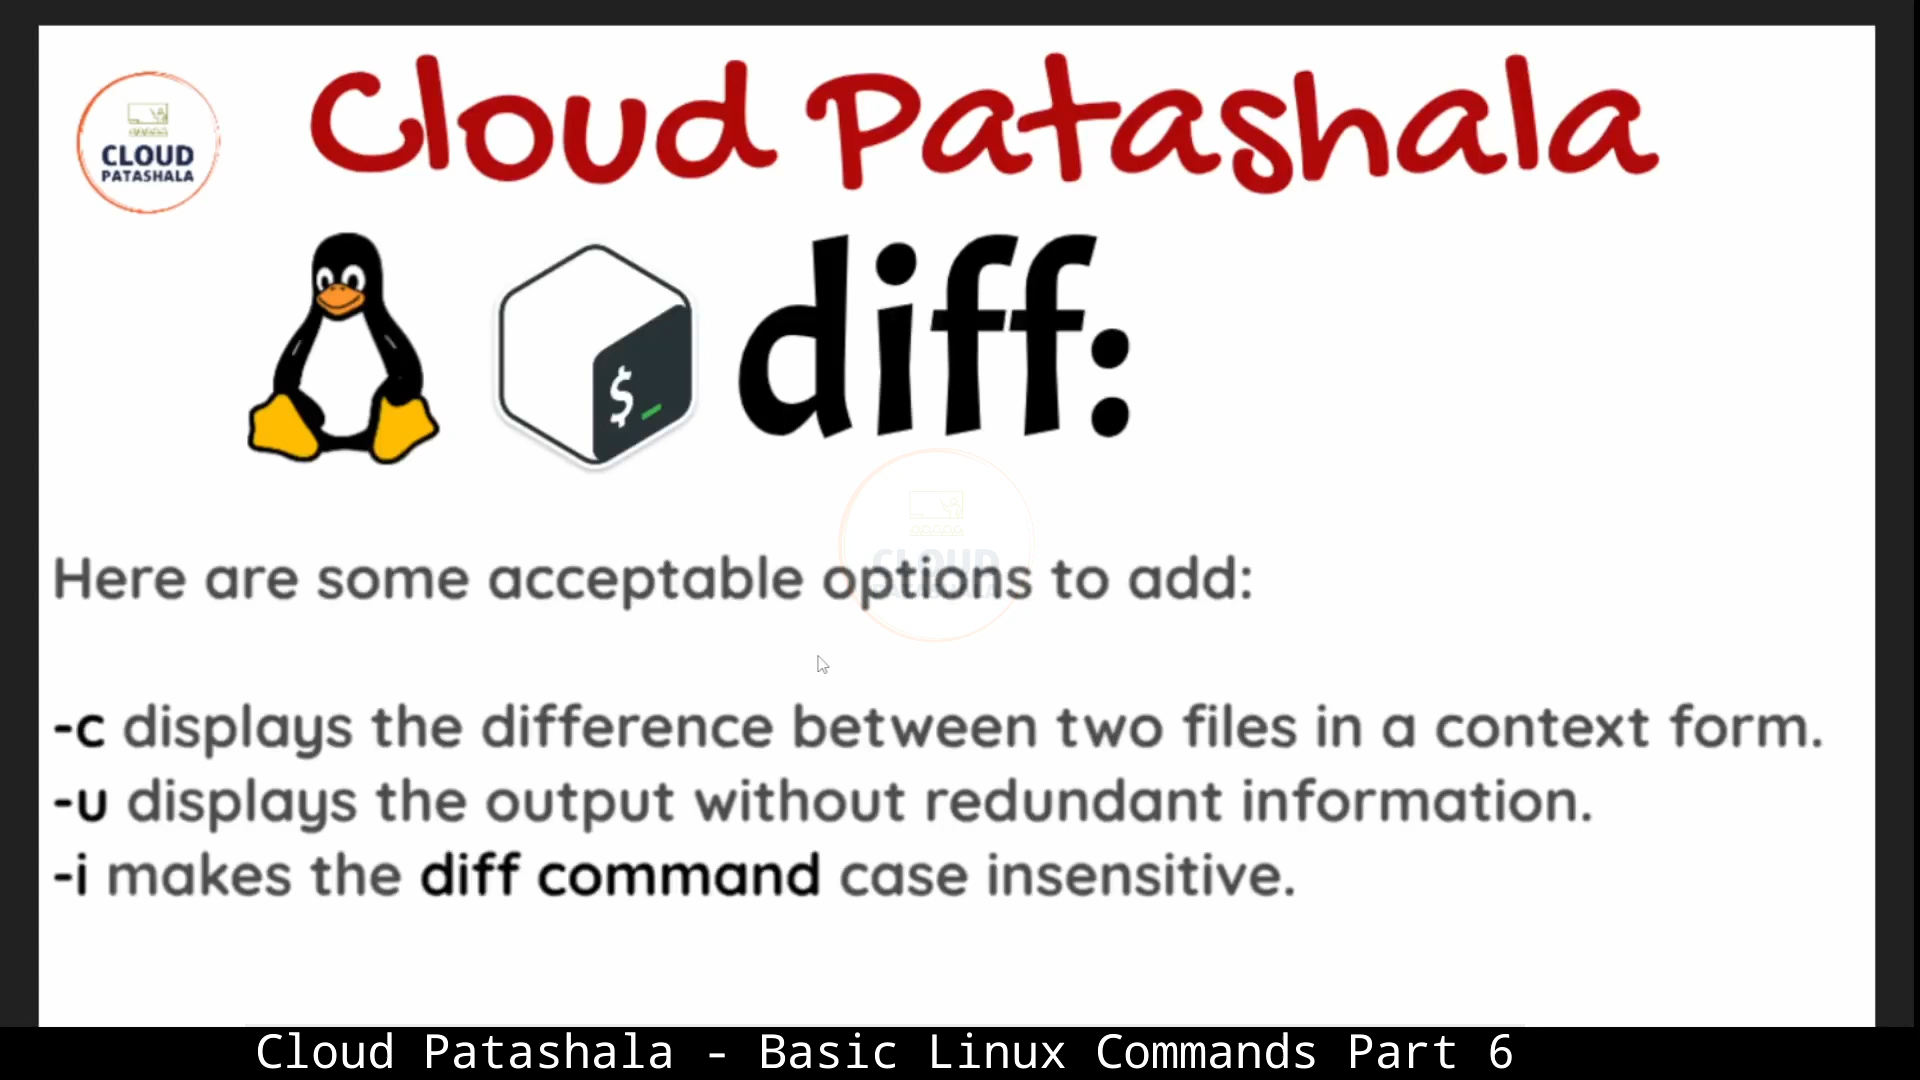 CLOUD
PATASHALA
Cloud Patashala
$_
diff:
CLOUD
PATASHALA
Here are some acceptable options to add:
-c displays the difference between two files in a context form.
-u displays the output without redundant information.
-i makes the diff command case insensitive.
Cloud Patashala - Basic Linux Commands Part 6